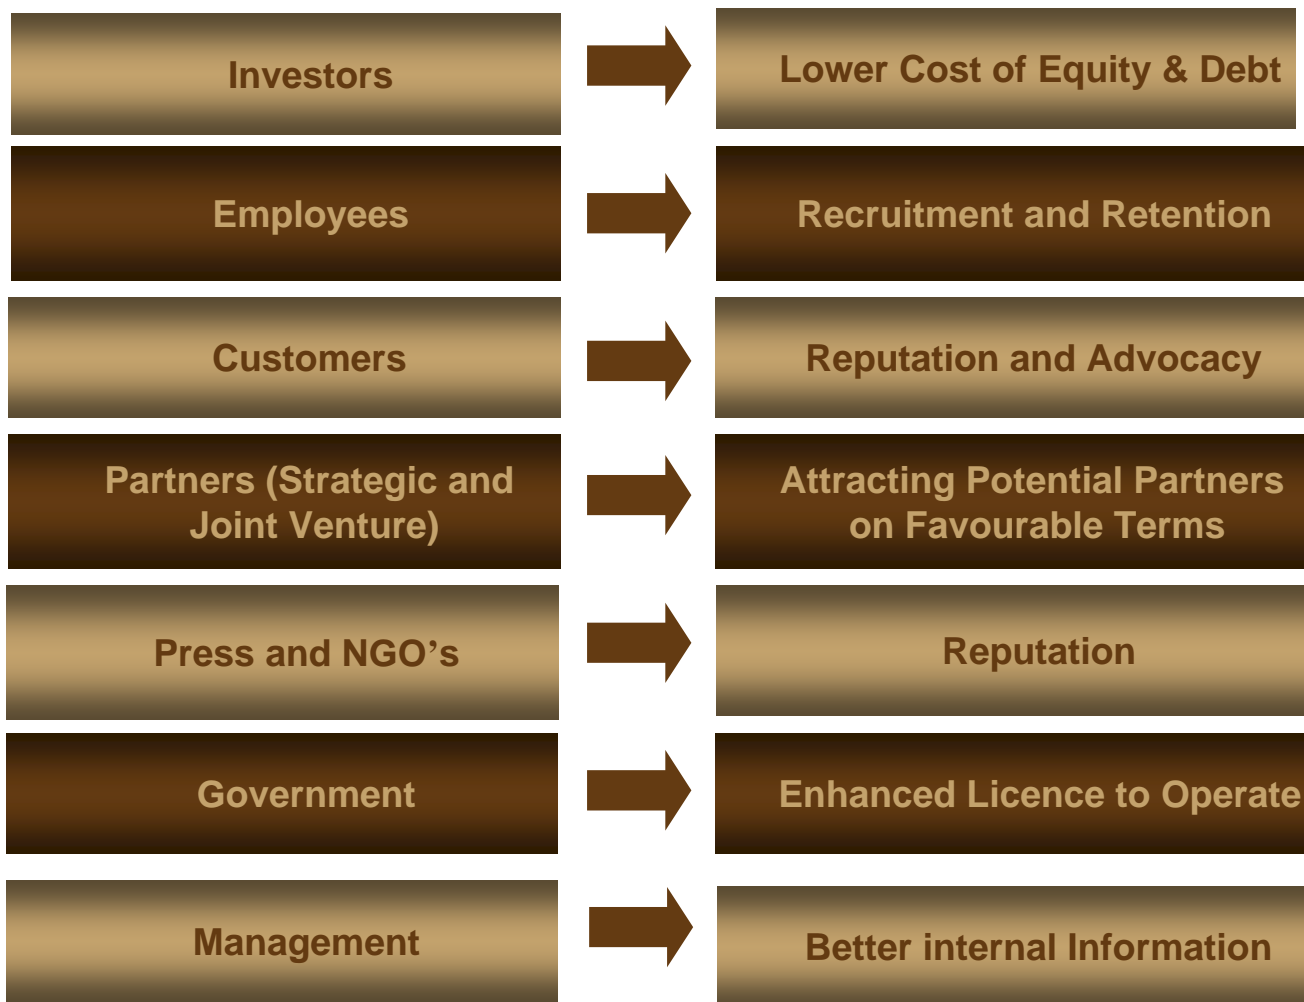 Investors
Lower Cost of Equity & Debt
Employees
Recruitment and Retention
Customers
Reputation and Advocacy
Partners (Strategic and
Joint Venture)
Attracting Potential Partners
on Favourable Terms
Press and NGO’s
Reputation
Government
Enhanced Licence to Operate
Management
Better internal Information